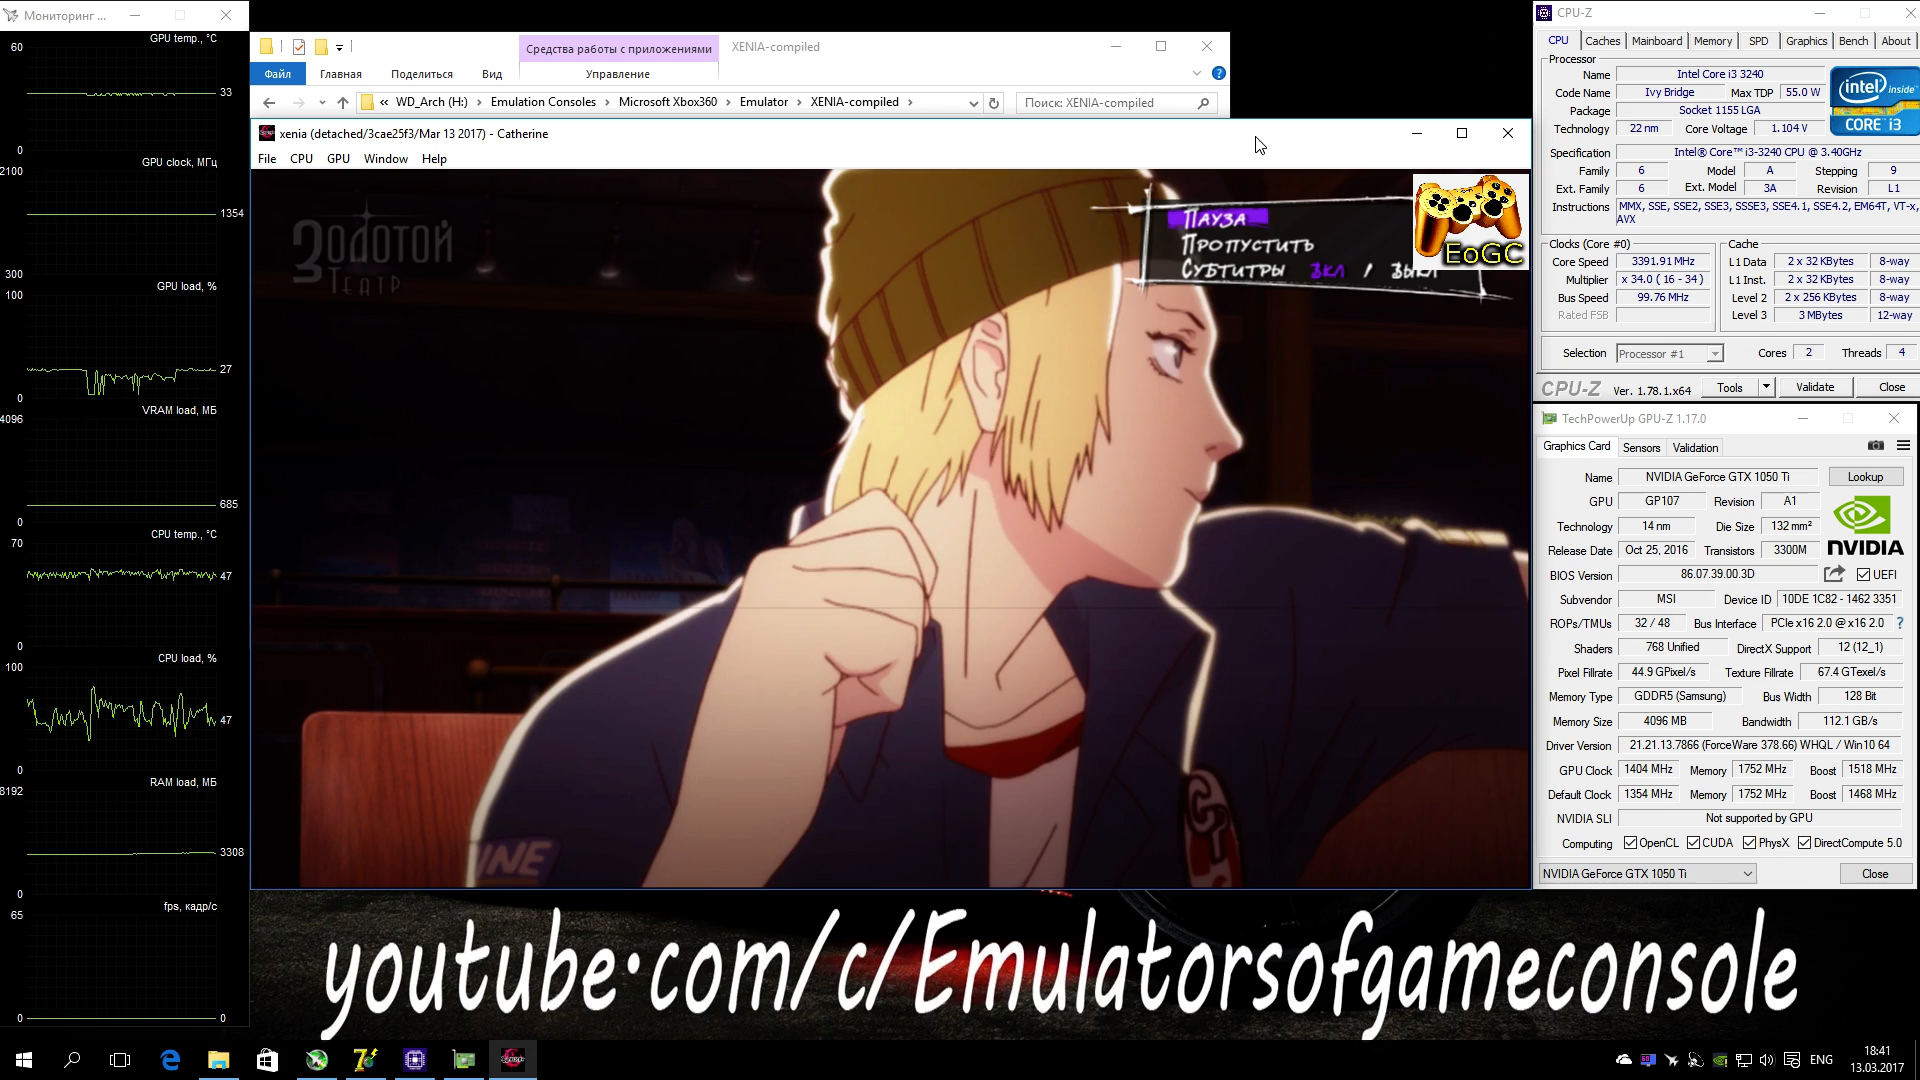 Мониторинг ...
GPU temp., °C
60
33
0
GPU clock, МГц
2100
1354
300
GPU load, %
100
27
0
VRAM load, МБ
4096
685
0
CPU temp., °C
70
47
0
CPU load, %
100
47
0
RAM load, МБ
8192
3308
0
fps, кадр/с
65
0
0
Средства работы с приложениями
XENIA-compiled
Файл
Главная
Поделиться
Вид
Управление
« WD_Arch (H:) > Emulation Consoles > Microsoft Xbox360 > Emulator > XENIA-compiled >
Поиск: XENIA-compiled
xenia (detached/3cae25f3/Mar 13 2017) - Catherine
File CPU GPU Window Help
Золотой
Театр
Пауза
Пропустить
Субтитры Вкл / Выкл
EoGC
CPU-Z
CPU Caches Mainboard Memory SPD Graphics Bench About
Processor
Name Intel Core i3 3240
Code Name Ivy Bridge Max TDP 55.0 W
Package Socket 1155 LGA
Technology 22 nm Core Voltage 1.104 V
intel inside™
CORE i3
Specification Intel® Core™ i3-3240 CPU @ 3.40GHz
Family 6 Model A Stepping 9
Ext. Family 6 Ext. Model 3A Revision L1
Instructions MMX, SSE, SSE2, SSE3, SSSE3, SSE4.1, SSE4.2, EM64T, VT-x,
AVX
Clocks (Core #0)
Core Speed 3391.91 MHz
Multiplier x 34.0 ( 16 - 34 )
Bus Speed 99.76 MHz
Rated FSB
Cache
L1 Data 2 x 32 KBytes 8-way
L1 Inst. 2 x 32 KBytes 8-way
Level 2 2 x 256 KBytes 8-way
Level 3 3 MBytes 12-way
Selection Processor #1 Cores 2 Threads 4
CPU-Z Ver. 1.78.1.x64 Tools Validate Close
TechPowerUp GPU-Z 1.17.0
Graphics Card Sensors Validation
Name NVIDIA GeForce GTX 1050 Ti Lookup
GPU GP107 Revision A1
Technology 14 nm Die Size 132 mm²
Release Date Oct 25, 2016 Transistors 3300M
NVIDIA
BIOS Version 86.07.39.00.3D UEFI
Subvendor MSI Device ID 10DE 1C82 - 1462 3351
ROPs/TMUs 32 / 48 Bus Interface PCIe x16 2.0 @ x16 2.0 ?
Shaders 768 Unified DirectX Support 12 (12_1)
Pixel Fillrate 44.9 GPixel/s Texture Fillrate 67.4 GTexel/s
Memory Type GDDR5 (Samsung) Bus Width 128 Bit
Memory Size 4096 MB Bandwidth 112.1 GB/s
Driver Version 21.21.13.7866 (ForceWare 378.66) WHQL / Win10 64
GPU Clock 1404 MHz Memory 1752 MHz Boost 1518 MHz
Default Clock 1354 MHz Memory 1752 MHz Boost 1468 MHz
NVIDIA SLI Not supported by GPU
Computing OpenCL CUDA PhysX DirectCompute 5.0
NVIDIA GeForce GTX 1050 Ti Close
youtube.com/c/Emulatorsofgameconsole
ENG
18:41
13.03.2017